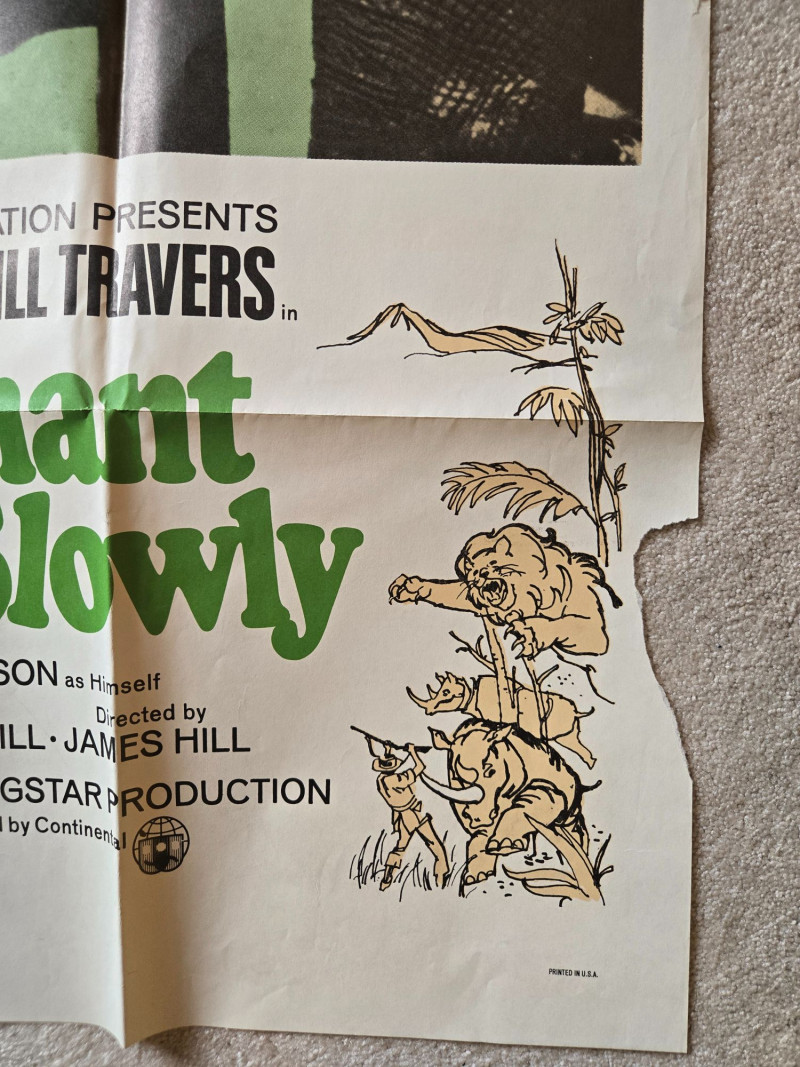 ATION PRESENTS
ILL TRAVERS in
hant
Slowly
SON as Himself
Directed by
ILL · JAMES HILL
GSTAR PRODUCTION
d by Continental
PRINTED IN U.S.A.